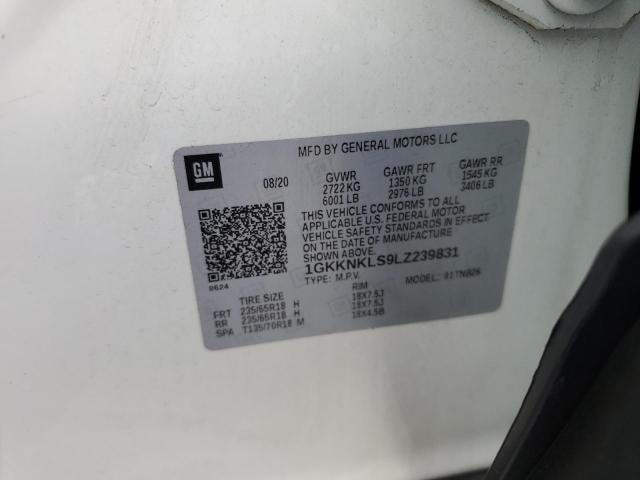 GM
MFD BY GENERAL MOTORS LLC
08/20 GVWR GAWR FRT GAWR RR
2722 KG 1350 KG 1545 KG
6001 LB 2976 LB 3406 LB
THIS VEHICLE CONFORMS TO ALL
APPLICABLE U.S. FEDERAL MOTOR
VEHICLE SAFETY STANDARDS IN
EFFECT ON THE DATE OF MANUFACTURE
SHOWN ABOVE.
1GKKNKLS9LZ239831
8624 TYPE: M.P.V. MODEL: 81TNB26
TIRE SIZE RIM
FRT 235/65R18 H 18X7.5J
RR 235/65R18 H 18X7.5J
SPA T135/70R18 M 18X4.5B